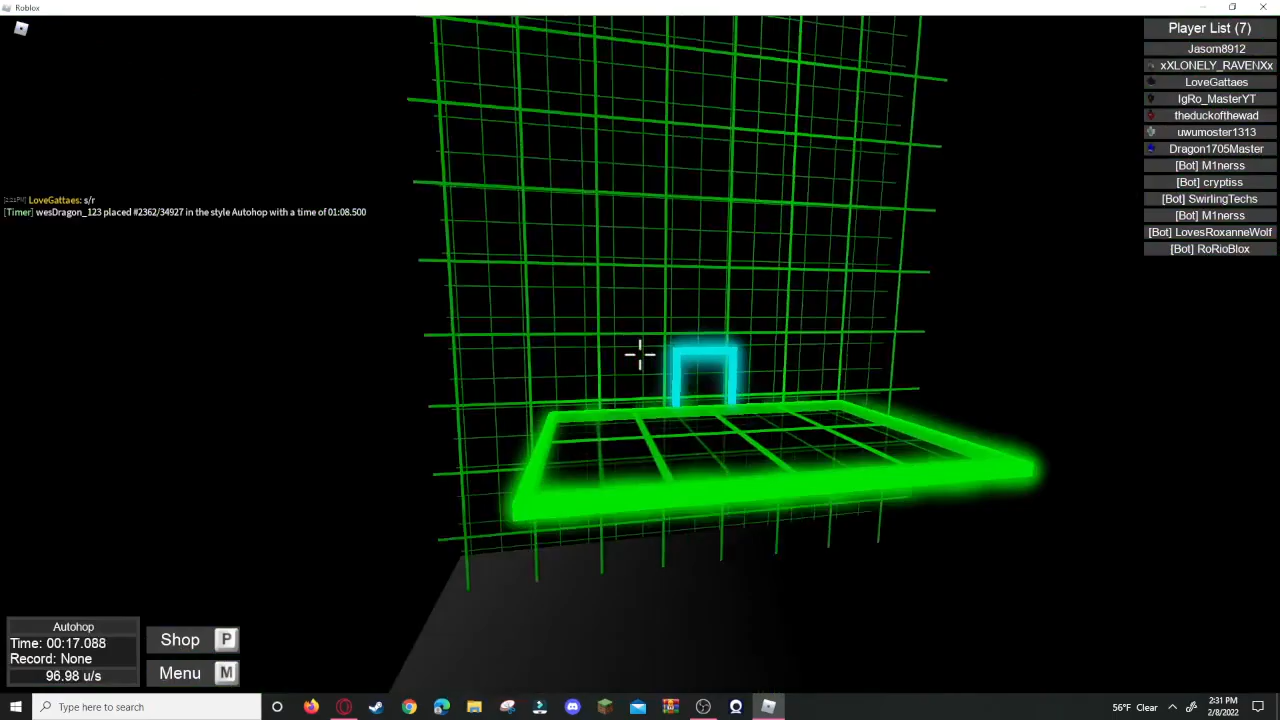 Roblox
Player List (7)
Jasom8912
xXLONELY_RAVENXx
LoveGattaes
IgRo_MasterYT
theduckofthewad
uwumoster1313
Dragon1705Master
[Bot] M1nerss
[Bot] cryptiss
[Bot] SwirlingTechs
[Bot] M1nerss
[Bot] LovesRoxanneWolf
[Bot] RoRioBlox
[2:21PM] LoveGattaes: s/r
[Timer] wesDragon_123 placed #2362/34927 in the style Autohop with a time of 01:08.500
Autohop
Time: 00:17.088
Record: None
96.98 u/s
Shop P
Menu M
Type here to search
56°F Clear
2:31 PM
2/8/2022